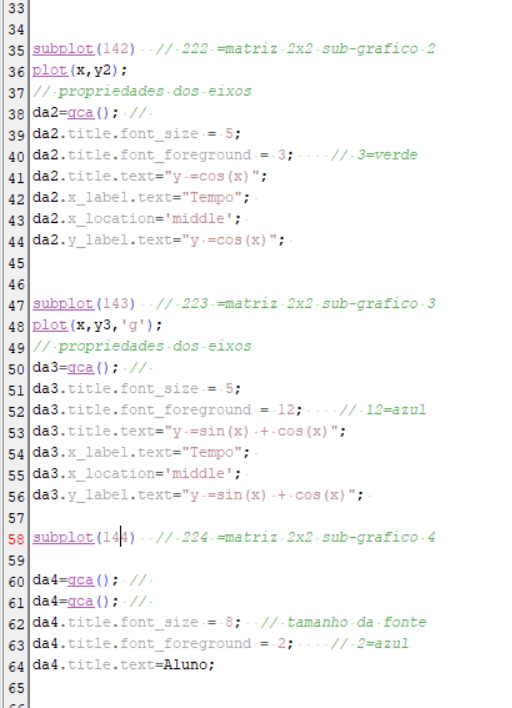 33
34
35 subplot(142) // 222 =matriz 2x2 sub-grafico 2
36 plot(x,y2);
37 // propriedades dos eixos
38 da2=gca(); //
39 da2.title.font_size = 5;
40 da2.title.font_foreground = 3; // 3=verde
41 da2.title.text="y =cos(x)";
42 da2.x_label.text="Tempo";
43 da2.x_location='middle';
44 da2.y_label.text="y =cos(x)";
45
46
47 subplot(143) // 223 =matriz 2x2 sub-grafico 3
48 plot(x,y3,'g');
49 // propriedades dos eixos
50 da3=gca(); //
51 da3.title.font_size = 5;
52 da3.title.font_foreground = 12; // 12=azul
53 da3.title.text="y =sin(x) + cos(x)";
54 da3.x_label.text="Tempo";
55 da3.x_location='middle';
56 da3.y_label.text="y =sin(x) + cos(x)";
57
58 subplot(144) // 224 =matriz 2x2 sub-grafico 4
59
60 da4=gca(); //
61 da4=gca(); //
62 da4.title.font_size = 8; // tamanho da fonte
63 da4.title.font_foreground = 2; // 2=azul
64 da4.title.text=Aluno;
65